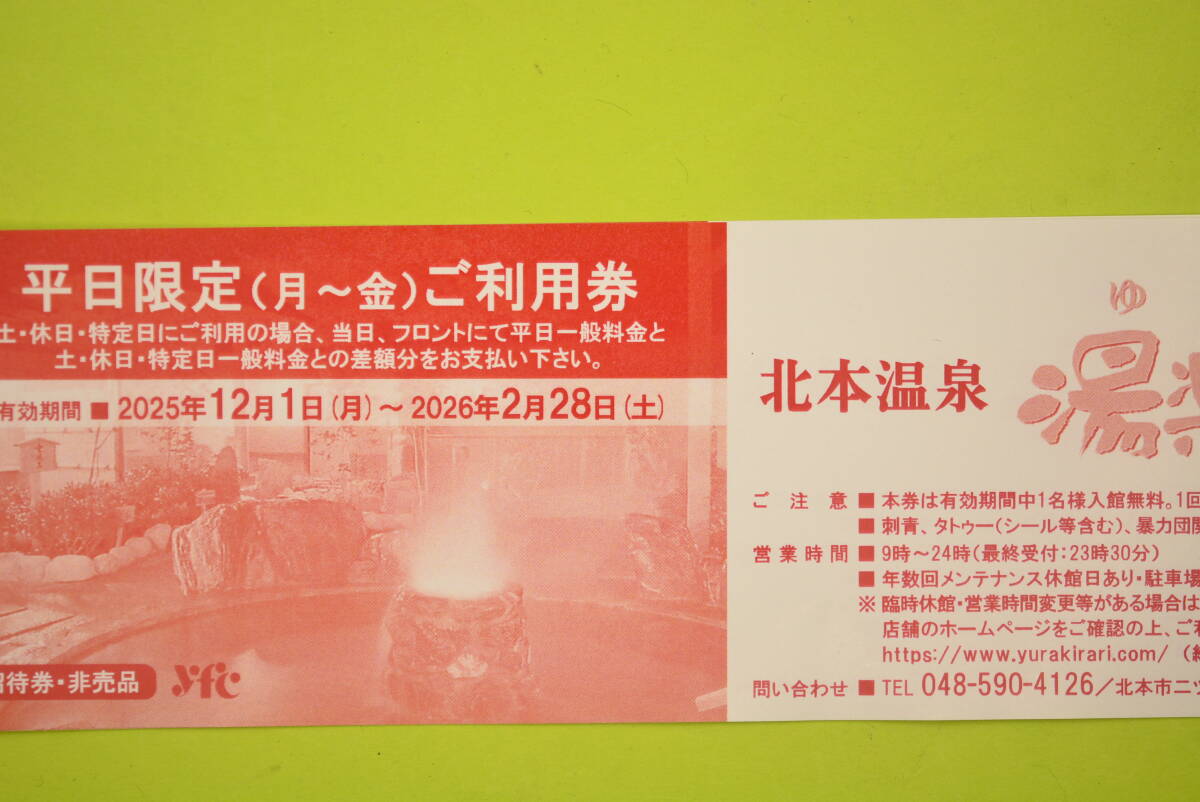 平日限定(月～金)ご利用券
土・休日・特定日にご利用の場合、当日、フロントにて平日一般料金と
土・休日・特定日一般料金との差額分をお支払い下さい。
有効期間 ■ 2025年12月1日(月)～2026年2月28日(土)
招待券・非売品 yfc
ゆ
北本温泉 湯楽
ご注意 ■ 本券は有効期間中1名様入館無料。1回
■ 刺青、タトゥー(シール等含む)、暴力団関
営業時間 ■ 9時～24時(最終受付:23時30分)
■ 年数回メンテナンス休館日あり・駐車場
※ 臨時休館・営業時間変更等がある場合は
店舗のホームページをご確認の上、ご利
https://www.yurakirari.com/
問い合わせ ■ TEL 048-590-4126/北本市二ツ